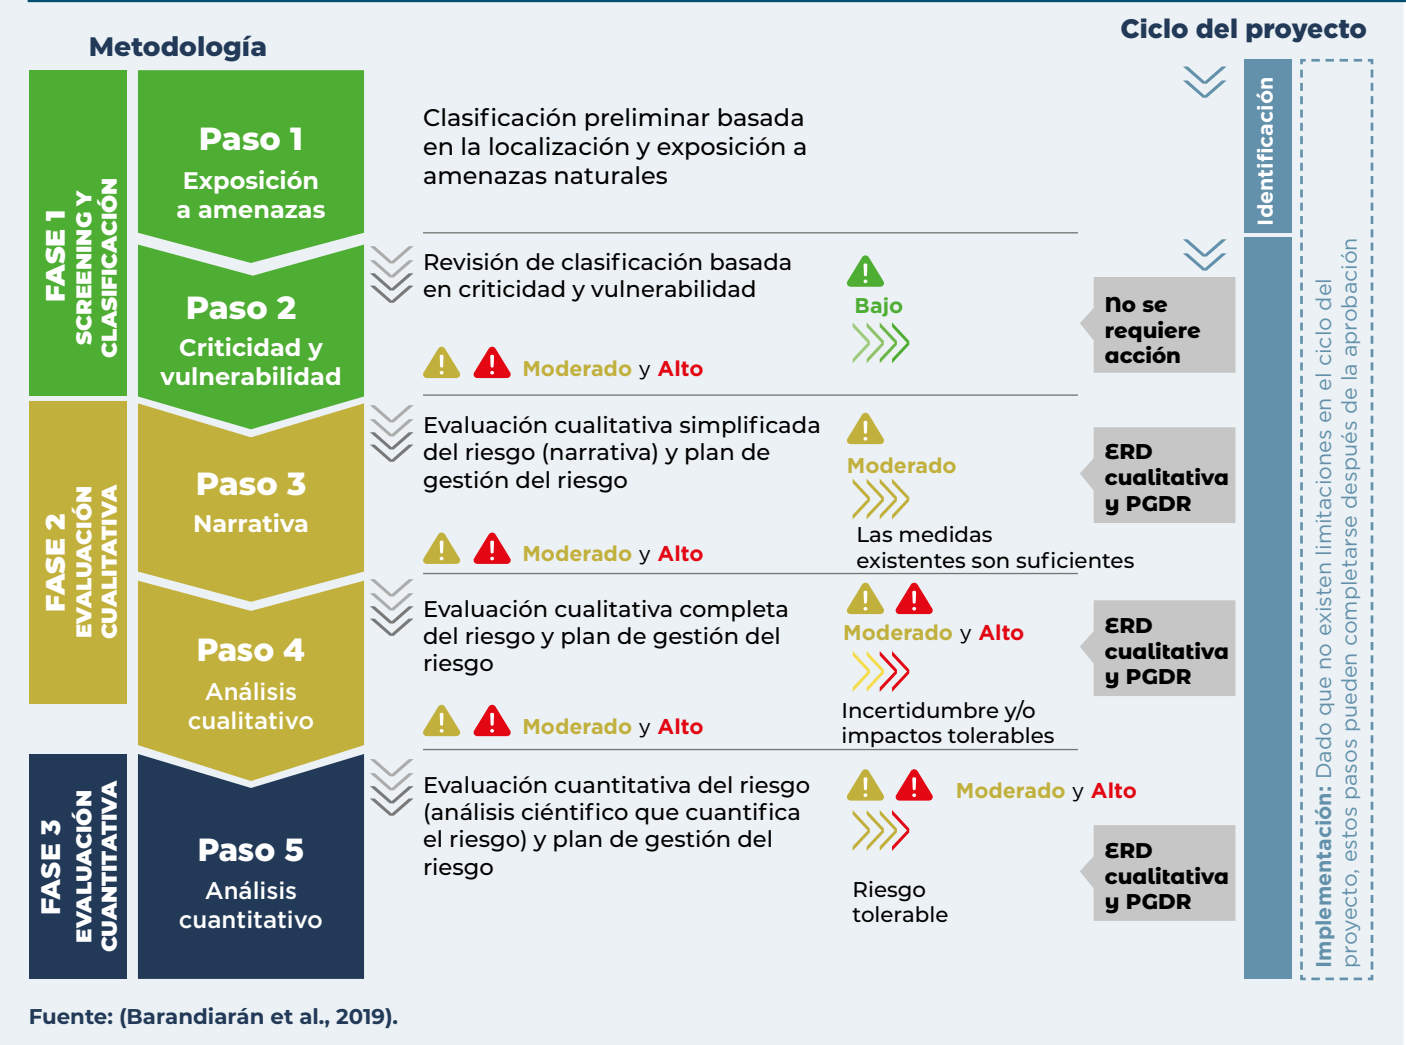 Metodología
Ciclo del proyecto
FASE 1
SCREENING Y
CLASIFICACIÓN
Paso 1
Exposición
a amenazas
Clasificación preliminar basada
en la localización y exposición a
amenazas naturales
Identificación
Paso 2
Criticidad y
vulnerabilidad
Revisión de clasificación basada
en criticidad y vulnerabilidad
Moderado y Alto
Bajo
No se
requiere
acción
FASE 2
EVALUACIÓN
CUALITATIVA
Paso 3
Narrativa
Evaluación cualitativa simplificada
del riesgo (narrativa) y plan de
gestión del riesgo
Moderado y Alto
Moderado
Las medidas
existentes son suficientes
ERD
cualitativa
y PGDR
Paso 4
Análisis
cualitativo
Evaluación cualitativa completa
del riesgo y plan de gestión del
riesgo
Moderado y Alto
Moderado y Alto
Incertidumbre y/o
impactos tolerables
ERD
cualitativa
y PGDR
FASE 3
EVALUACIÓN
CUANTITATIVA
Paso 5
Análisis
cuantitativo
Evaluación cuantitativa del riesgo
(análisis ciéntifico que cuantifica
el riesgo) y plan de gestión del
riesgo
Moderado y Alto
Riesgo
tolerable
ERD
cualitativa
y PGDR
Implementación: Dado que no existen limitaciones en el ciclo del
proyecto, estos pasos pueden completarse después de la aprobación
Fuente: (Barandiarán et al., 2019).